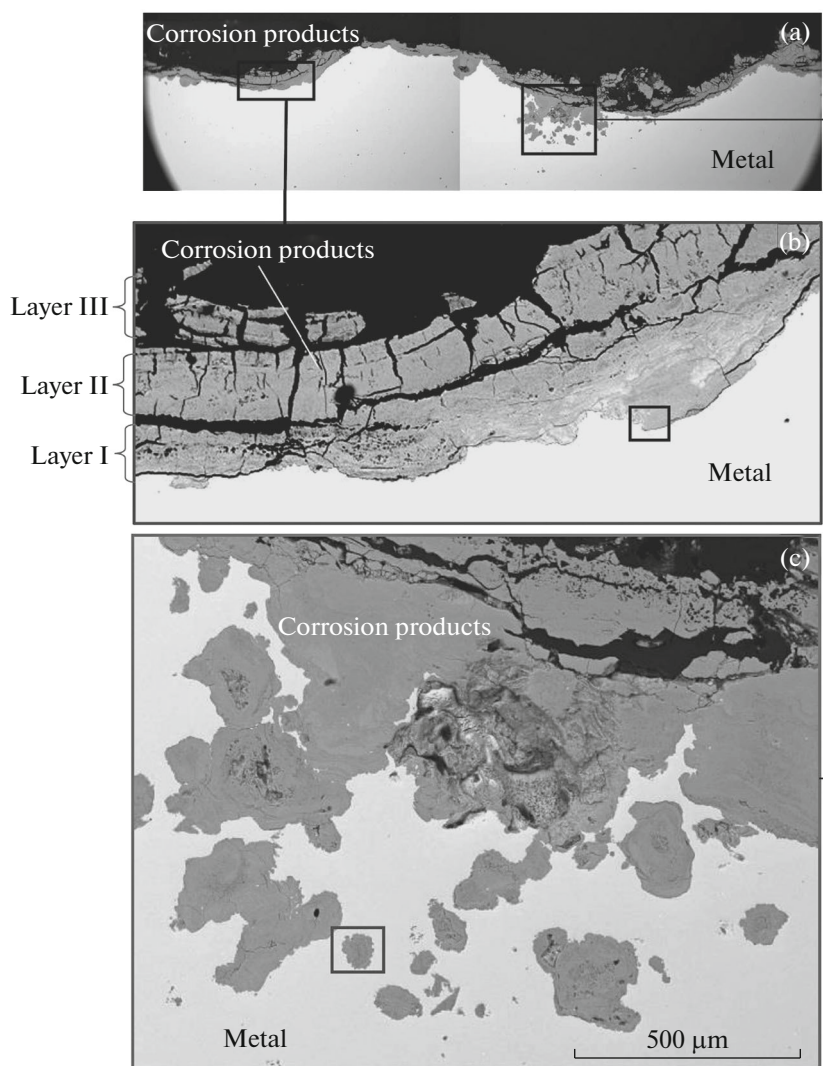 Corrosion products
(a)
Metal
Corrosion products
(b)
Layer III
Layer II
Layer I
Metal
(c)
Corrosion products
Metal
500 μm